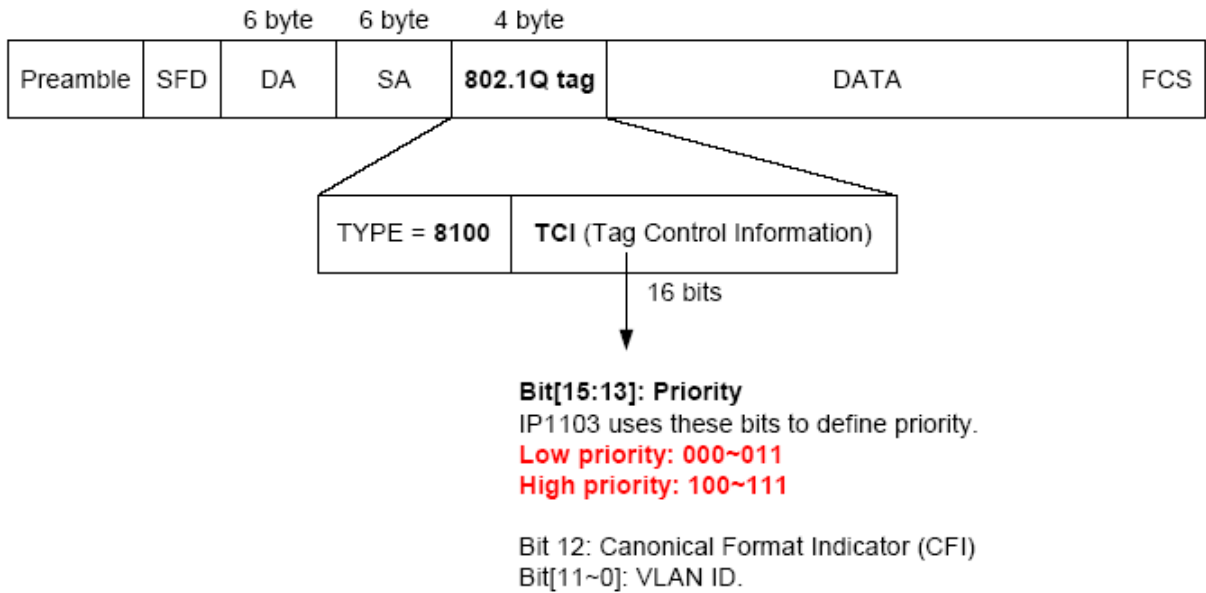 6 byte 6 byte 4 byte
Preamble SFD DA SA 802.1Q tag DATA FCS
TYPE = 8100 TCI (Tag Control Information)
16 bits
Bit[15:13]: Priority
IP1103 uses these bits to define priority.
Low priority: 000~011
High priority: 100~111
Bit 12: Canonical Format Indicator (CFI)
Bit[11~0]: VLAN ID.